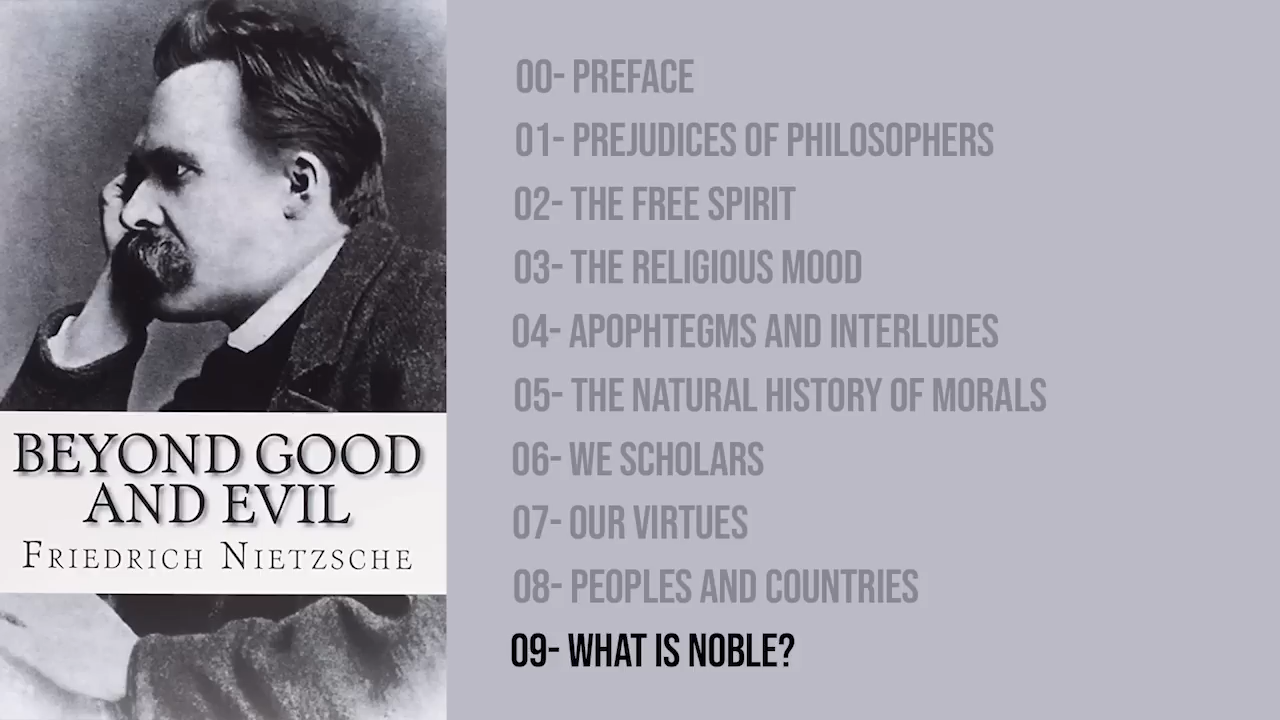 BEYOND GOOD
AND EVIL
FRIEDRICH NIETZSCHE
00- PREFACE
01- PREJUDICES OF PHILOSOPHERS
02- THE FREE SPIRIT
03- THE RELIGIOUS MOOD
04- APOPHTEGMS AND INTERLUDES
05- THE NATURAL HISTORY OF MORALS
06- WE SCHOLARS
07- OUR VIRTUES
08- PEOPLES AND COUNTRIES
09- WHAT IS NOBLE?